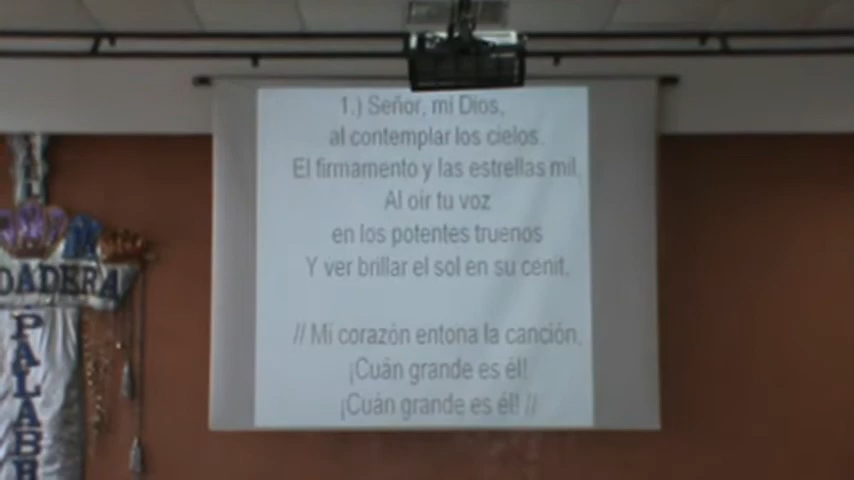 1.) Señor, mi Dios,
al contemplar los cielos.
El firmamento y las estrellas mil,
Al oir tu voz
en los potentes truenos
Y ver brillar el sol en su cenit.
// Mi corazón entona la canción,
¡Cuán grande es él!
¡Cuán grande es él! //
DADERA
PALABR